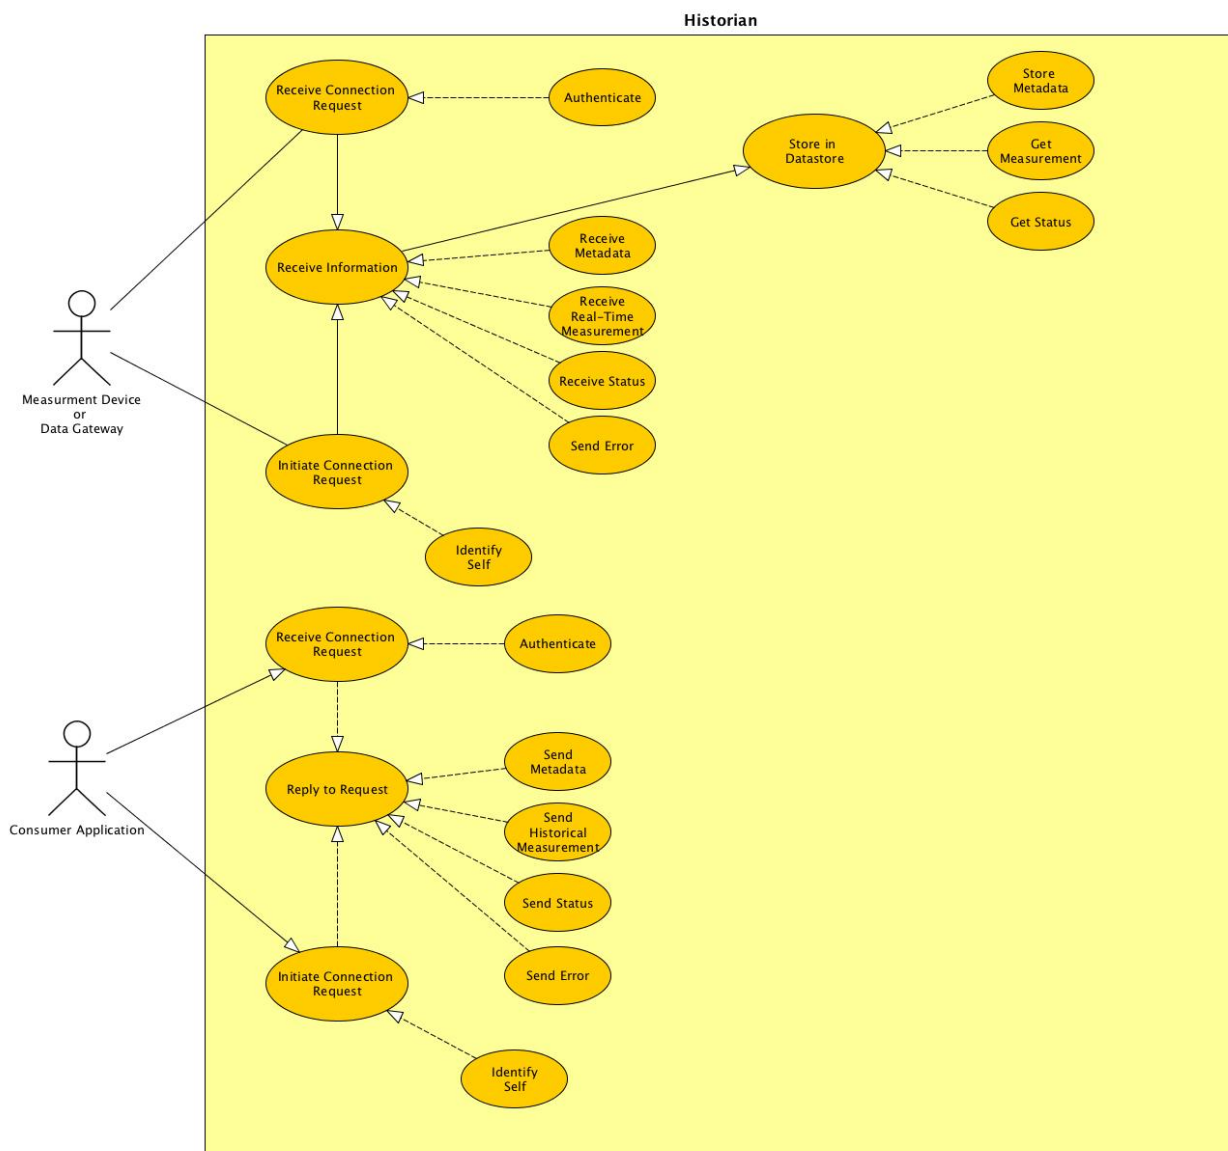 Historian
Receive Connection
Request
Authenticate
Store
Metadata
Store in
Datastore
Get
Measurement
Get Status
Receive Information
Receive
Metadata
Receive
Real-Time
Measurement
Receive Status
Send Error
Measurment Device
or
Data Gateway
Initiate Connection
Request
Identify
Self
Receive Connection
Request
Authenticate
Consumer Application
Reply to Request
Send
Metadata
Send
Historical
Measurement
Send Status
Send Error
Initiate Connection
Request
Identify
Self